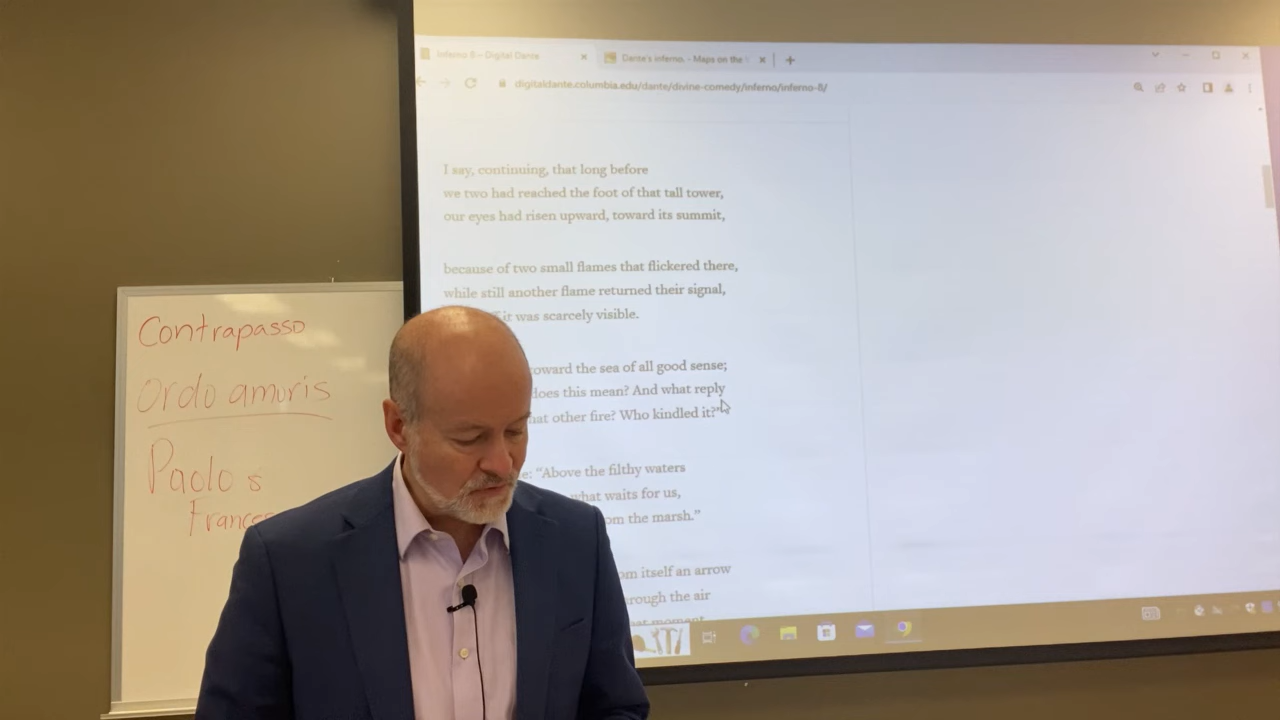 Inferno 8 – Digital Dante
Dante's inferno. - Maps on the
digitaldante.columbia.edu/dante/divine-comedy/inferno/inferno-8/
I say, continuing, that long before
we two had reached the foot of that tall tower,
our eyes had risen upward, toward its summit,
because of two small flames that flickered there,
while still another flame returned their signal,
it was scarcely visible.
toward the sea of all good sense;
does this mean? And what reply
hat other fire? Who kindled it?"
e: “Above the filthy waters
what waits for us,
om the marsh.”
om itself an arrow
rough the air
hat moment
Contrapasso
Ordo amoris
Paolo &
Frances